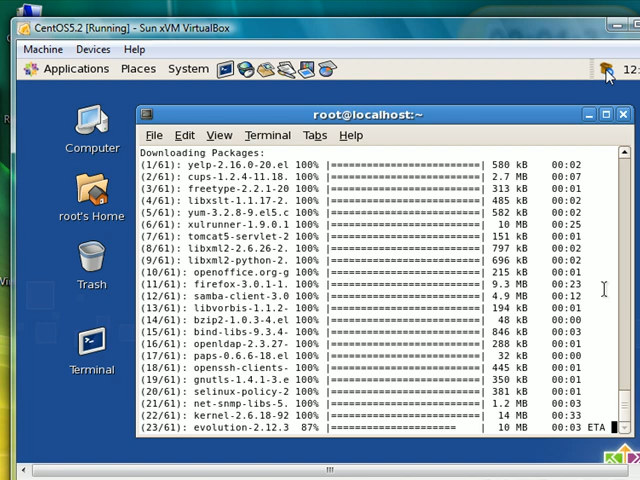 CentOS5.2 [Running] - Sun xVM VirtualBox
Machine Devices Help
Applications Places System
12:
root@localhost:~
File Edit View Terminal Tabs Help
Computer
root's Home
Trash
Terminal
Downloading Packages:
(1/61): yelp-2.16.0-20.el 100% |=========================| 580 kB 00:02
(2/61): cups-1.2.4-11.18. 100% |=========================| 2.7 MB 00:07
(3/61): freetype-2.2.1-20 100% |=========================| 313 kB 00:01
(4/61): libxslt-1.1.17-2. 100% |=========================| 485 kB 00:02
(5/61): yum-3.2.8-9.el5.c 100% |=========================| 582 kB 00:02
(6/61): xulrunner-1.9.0.1 100% |=========================| 10 MB 00:25
(7/61): tomcat5-servlet-2 100% |=========================| 151 kB 00:01
(8/61): libxml2-2.6.26-2. 100% |=========================| 797 kB 00:02
(9/61): libxml2-python-2. 100% |=========================| 696 kB 00:02
(10/61): openoffice.org-g 100% |=========================| 215 kB 00:01
(11/61): firefox-3.0.1-1. 100% |=========================| 9.3 MB 00:23
(12/61): samba-client-3.0 100% |=========================| 4.9 MB 00:12
(13/61): libvorbis-1.1.2- 100% |=========================| 194 kB 00:01
(14/61): bzip2-1.0.3-4.el 100% |=========================| 48 kB 00:00
(15/61): bind-libs-9.3.4- 100% |=========================| 846 kB 00:03
(16/61): openldap-2.3.27- 100% |=========================| 288 kB 00:01
(17/61): paps-0.6.6-18.el 100% |=========================| 32 kB 00:00
(18/61): openssh-clients- 100% |=========================| 445 kB 00:01
(19/61): gnutls-1.4.1-3.e 100% |=========================| 350 kB 00:01
(20/61): selinux-policy-2 100% |=========================| 381 kB 00:01
(21/61): net-snmp-libs-5. 100% |=========================| 1.2 MB 00:03
(22/61): kernel-2.6.18-92 100% |=========================| 14 MB 00:33
(23/61): evolution-2.12.3 87% |===================== | 10 MB 00:03 ETA